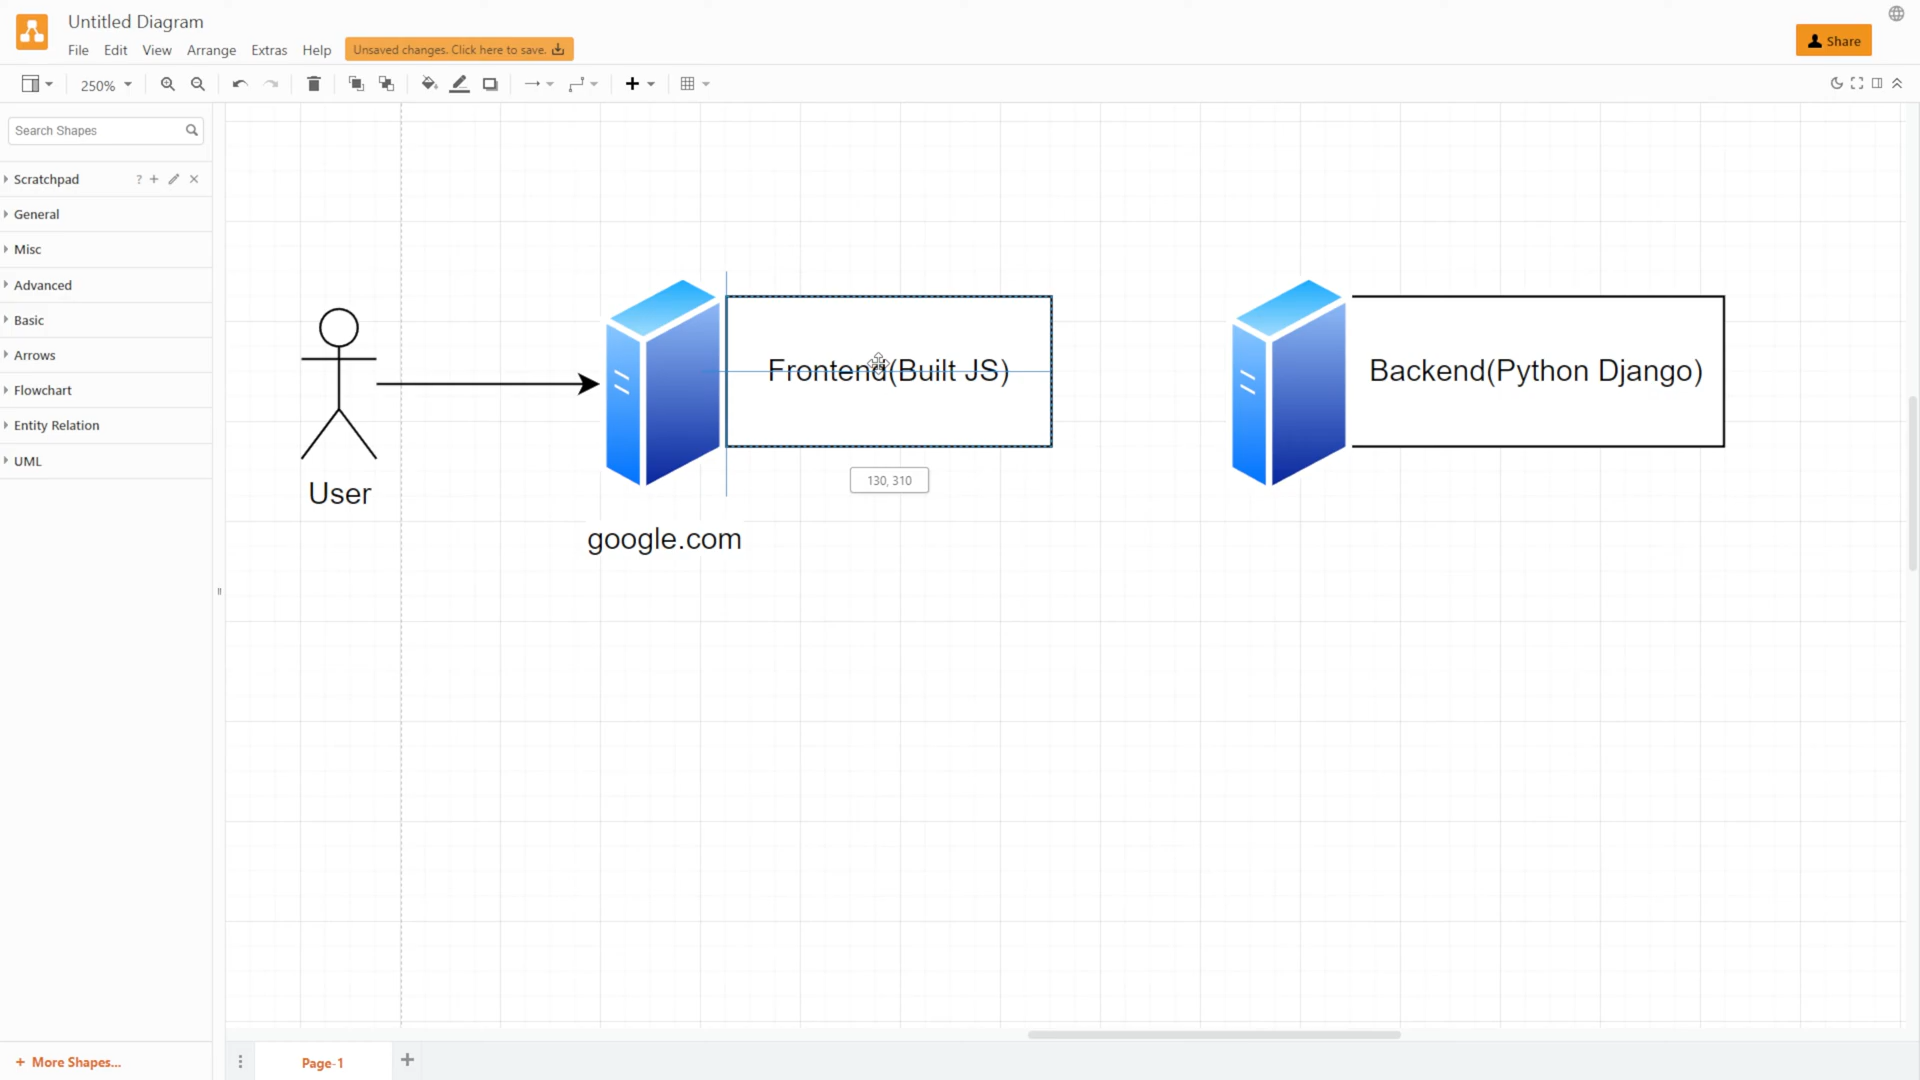 Untitled Diagram
File Edit View Arrange Extras Help Unsaved changes. Click here to save.
Share
250%
Search Shapes
Scratchpad ? + ×
General
Misc
Advanced
Basic
Arrows
Flowchart
Entity Relation
UML
Frontend(Built JS)
Backend(Python Django)
130, 310
User
google.com
+ More Shapes...
Page-1